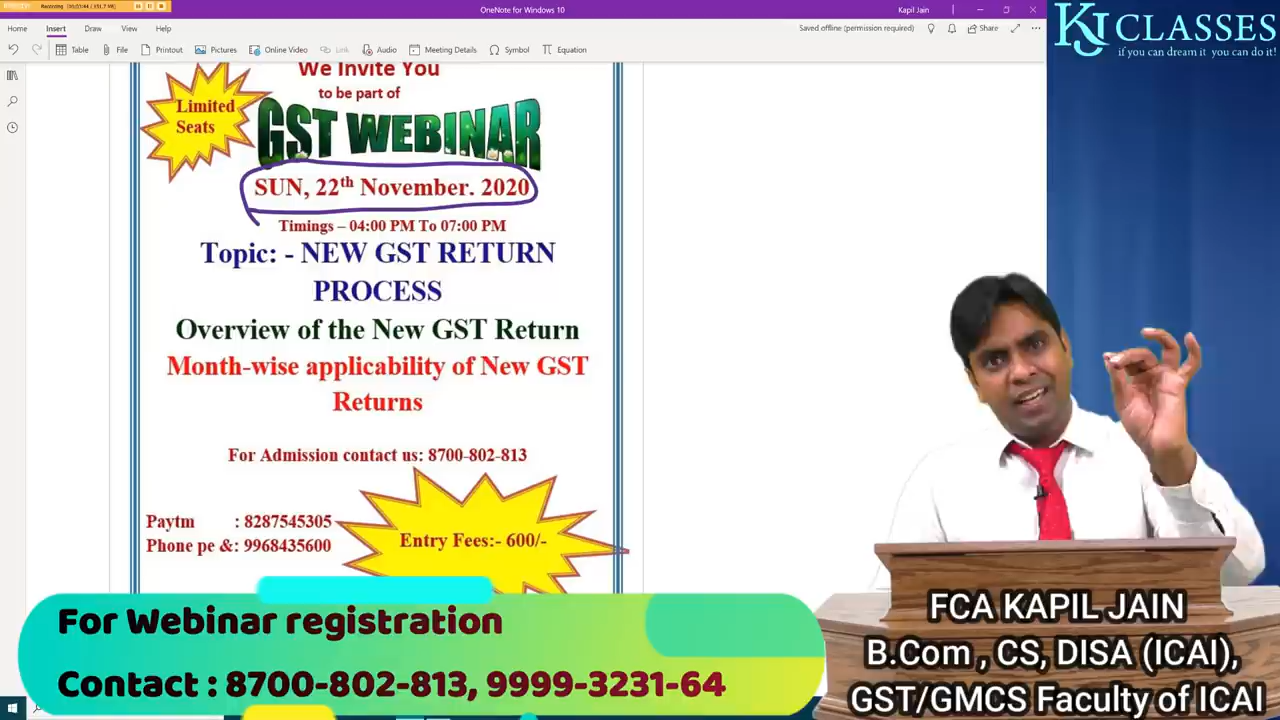 OneNote for Windows 10
Kapil Jain
Home Insert Draw View Help
Saved offline (permission required)
Share
Table File Printout Pictures Online Video Link Audio Meeting Details Symbol Equation
KJ CLASSES
if you can dream it you can do it!
We Invite You
to be part of
Limited
Seats
GST WEBINAR
SUN, 22th November. 2020
Timings – 04:00 PM To 07:00 PM
Topic: - NEW GST RETURN
PROCESS
Overview of the New GST Return
Month-wise applicability of New GST
Returns
For Admission contact us: 8700-802-813
Paytm : 8287545305
Phone pe &: 9968435600
Entry Fees:- 600/-
For Webinar registration
Contact : 8700-802-813, 9999-3231-64
FCA KAPIL JAIN
B.Com , CS, DISA (ICAI),
GST/GMCS Faculty of ICAI